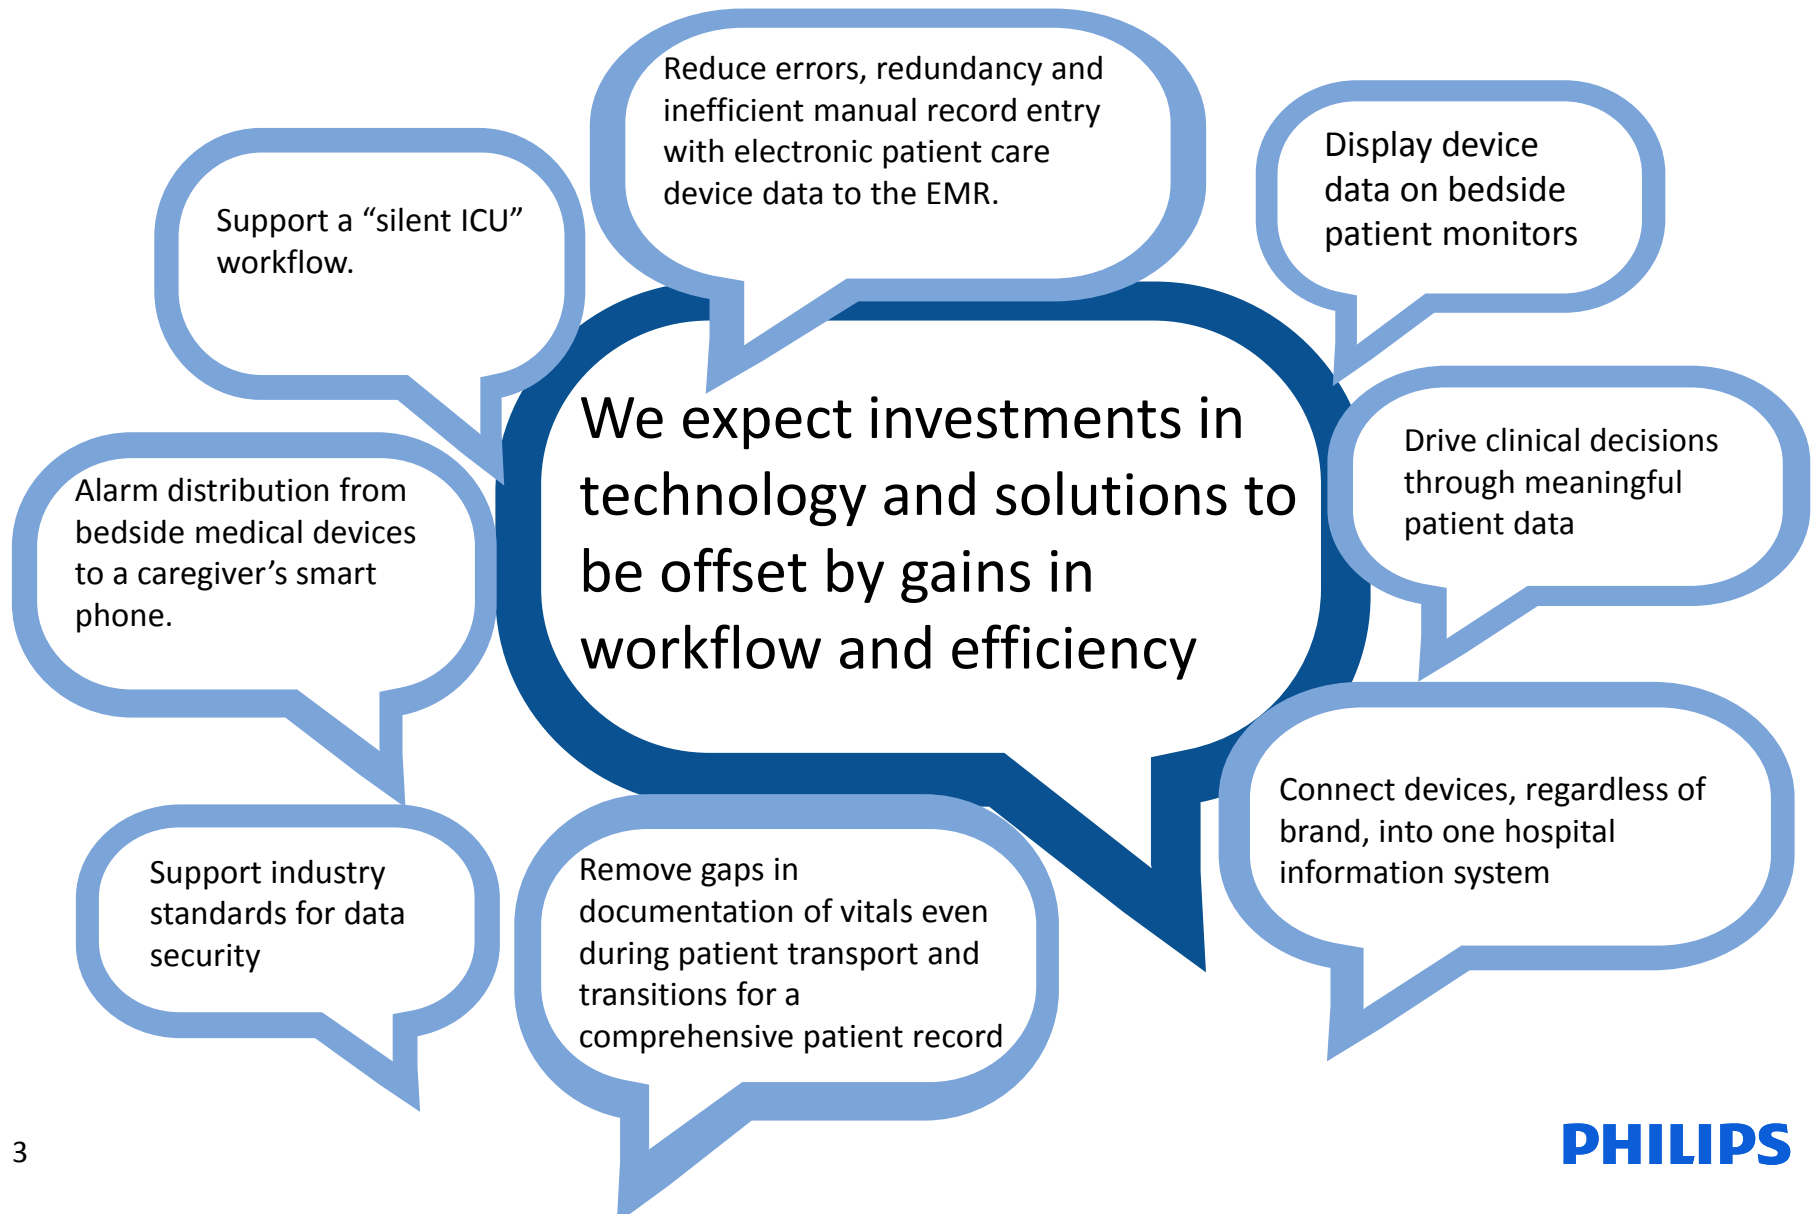 Reduce errors, redundancy and
inefficient manual record entry
with electronic patient care
device data to the EMR.
Display device
data on bedside
patient monitors
Support a “silent ICU”
workflow.
We expect investments in
technology and solutions to
be offset by gains in
workflow and efficiency
Drive clinical decisions
through meaningful
patient data
Alarm distribution from
bedside medical devices
to a caregiver’s smart
phone.
Connect devices, regardless of
brand, into one hospital
information system
Support industry
standards for data
security
Remove gaps in
documentation of vitals even
during patient transport and
transitions for a
comprehensive patient record
3
PHILIPS